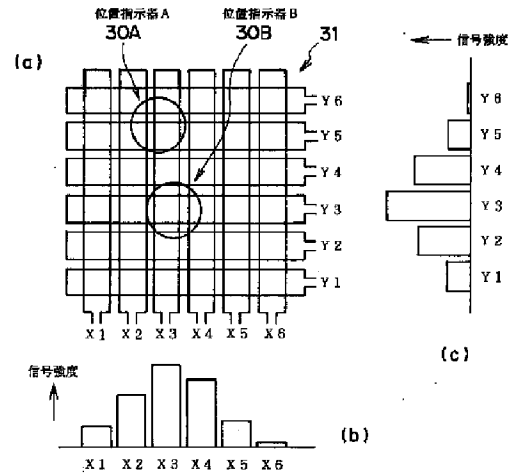 位置指示器A
30A
位置指示器B
30B
31
(a)
Y6
Y5
Y4
Y3
Y2
Y1
X1 X2 X3 X4 X5 X6
信号強度
Y6
Y5
Y4
Y3
Y2
Y1
(c)
信号強度
X1 X2 X3 X4 X5 X6
(b)